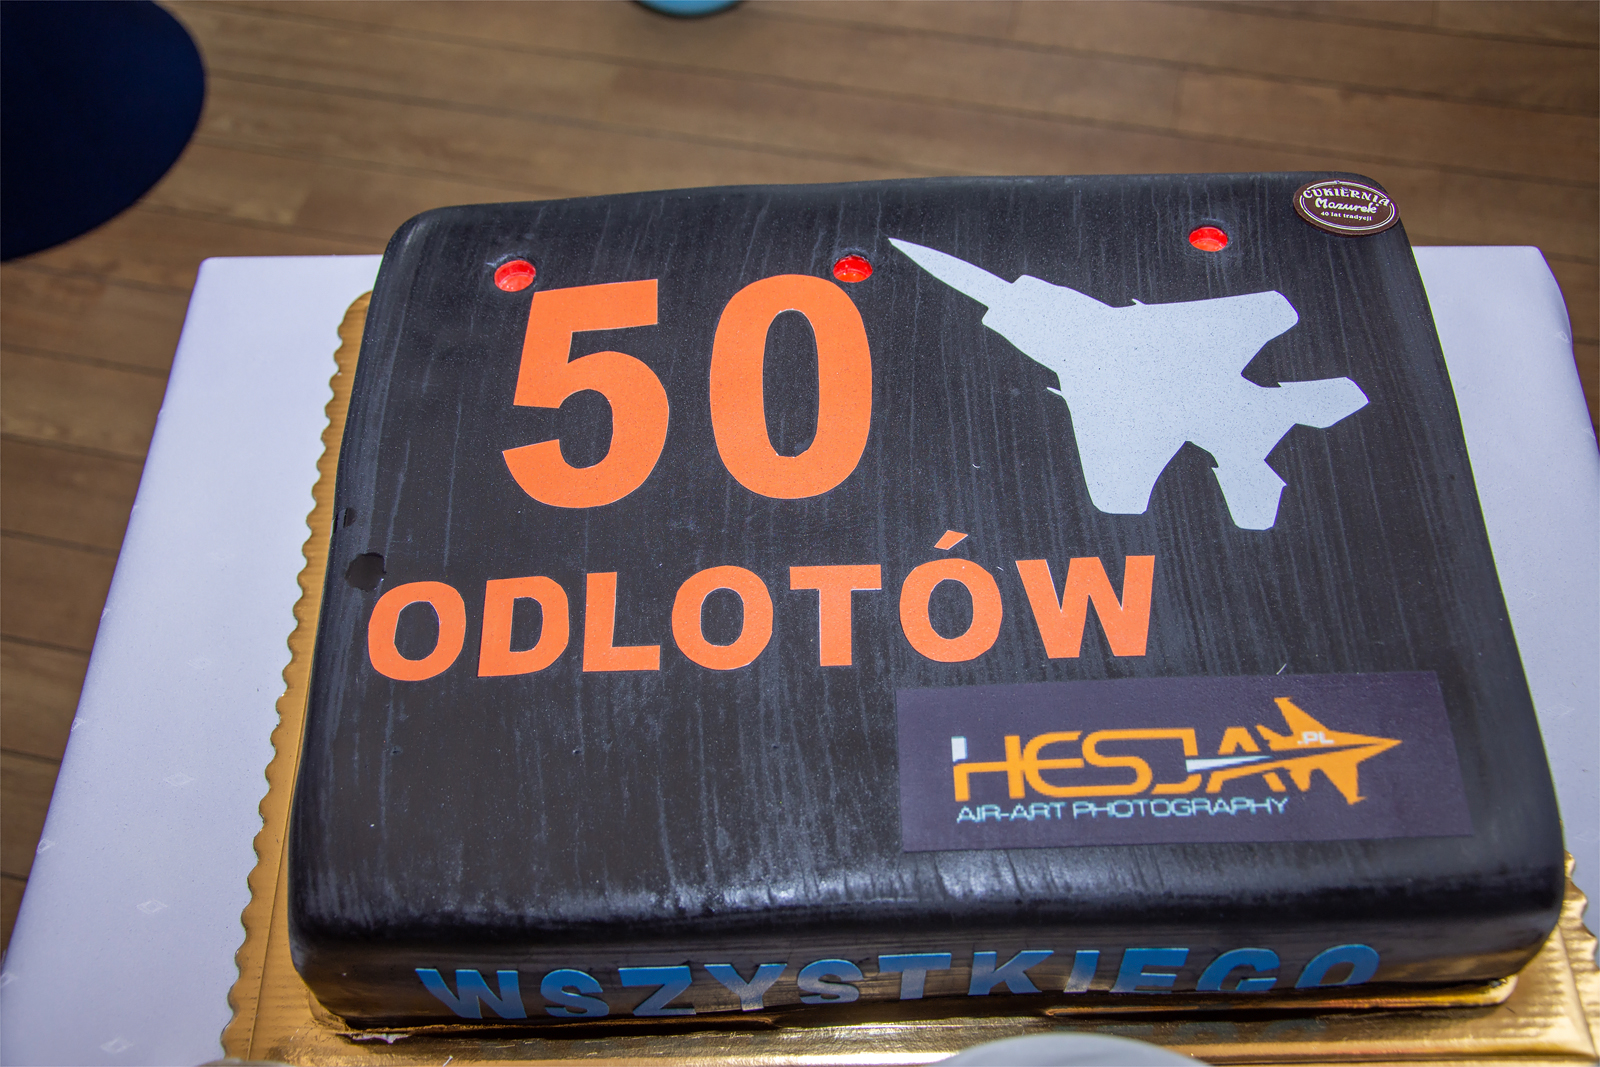 CUKIERNIA
Mazurek
40 lat tradycji
50
ODLOTÓW
HESJA.PL
AIR-ART PHOTOGRAPHY
WSZYSTKIEGO